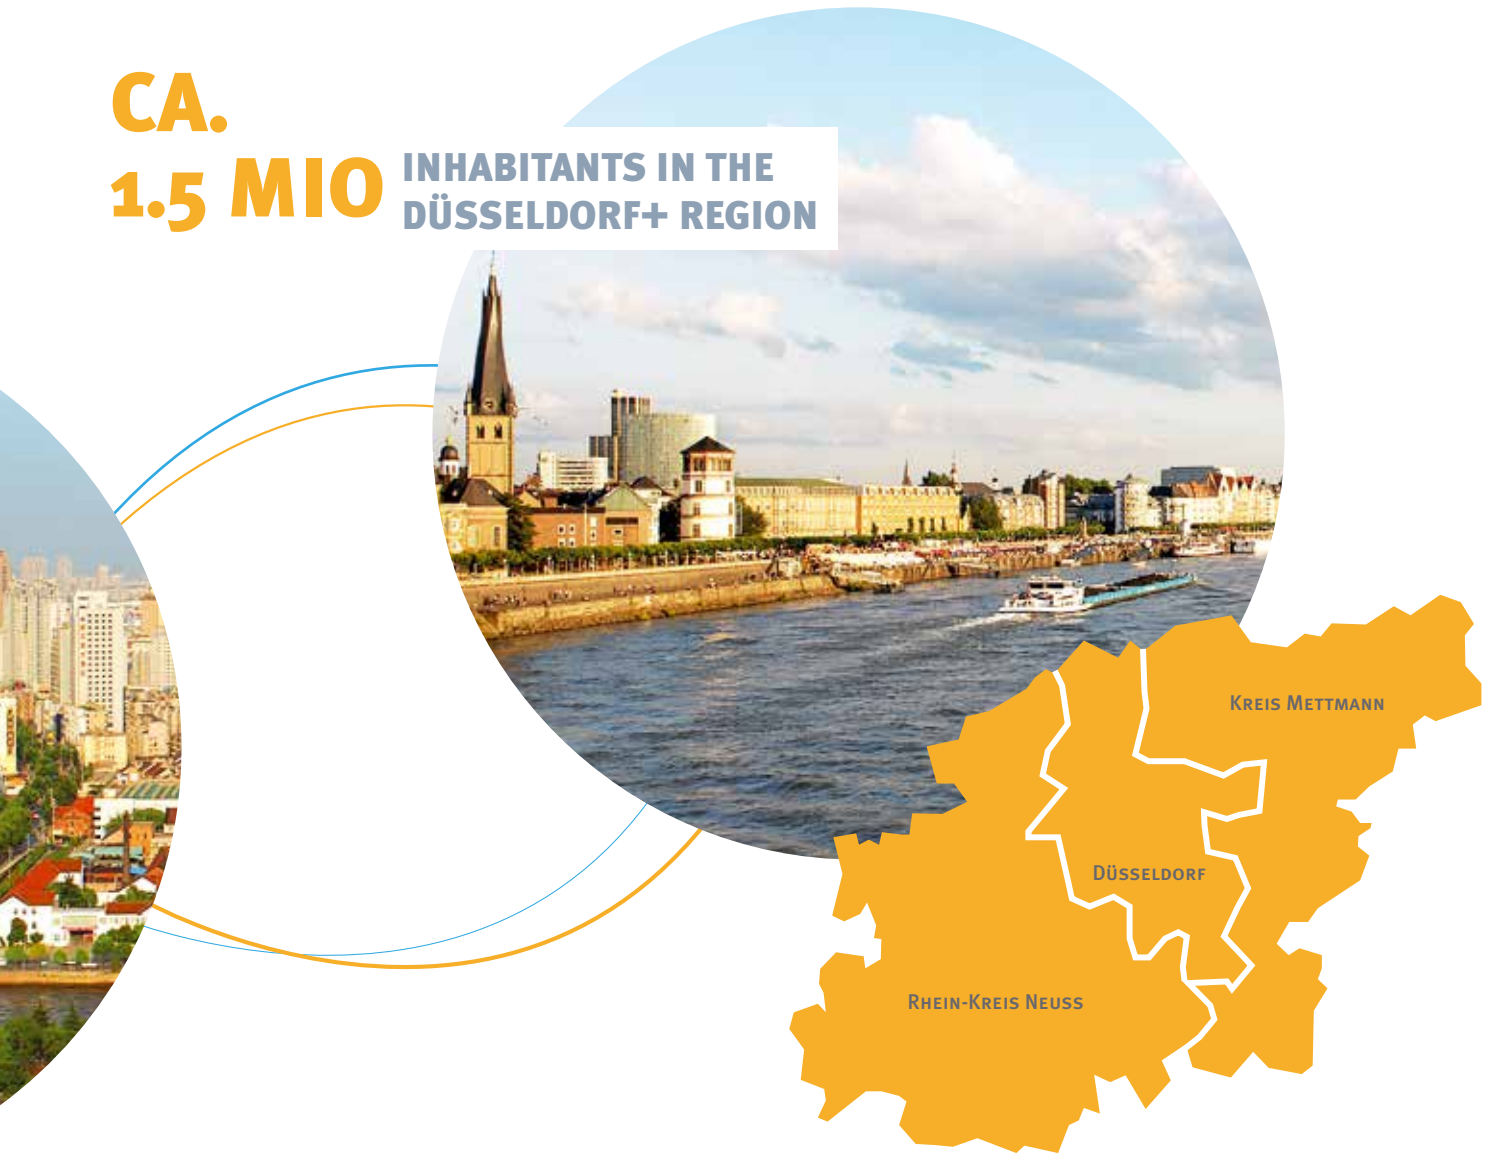 CA.
1.5 MIO
INHABITANTS IN THE
DÜSSELDORF+ REGION
KREIS METTMANN
DÜSSELDORF
RHEIN-KREIS NEUSS